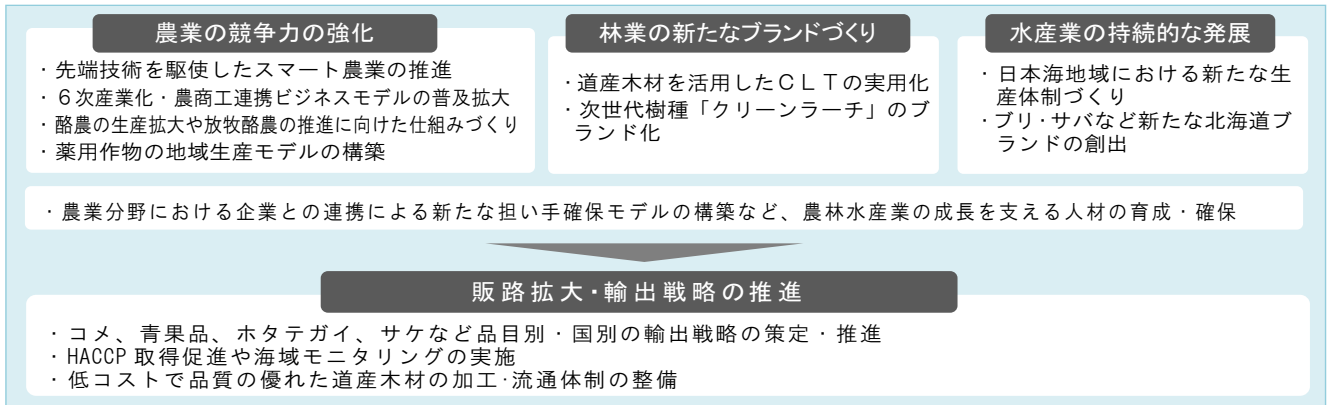 農業の競争力の強化
・先端技術を駆使したスマート農業の推進
・６次産業化・農商工連携ビジネスモデルの普及拡大
・酪農の生産拡大や放牧酪農の推進に向けた仕組みづくり
・薬用作物の地域生産モデルの構築
林業の新たなブランドづくり
・道産木材を活用したＣＬＴの実用化
・次世代樹種「クリーンラーチ」のブ
ランド化
水産業の持続的な発展
・日本海地域における新たな生
産体制づくり
・ブリ・サバなど新たな北海道ブ
ランドの創出
・農業分野における企業との連携による新たな担い手確保モデルの構築など、農林水産業の成長を支える人材の育成・確保
販路拡大・輸出戦略の推進
・コメ、青果品、ホタテガイ、サケなど品目別・国別の輸出戦略の策定・推進
・HACCP 取得促進や海域モニタリングの実施
・低コストで品質の優れた道産木材の加工・流通体制の整備